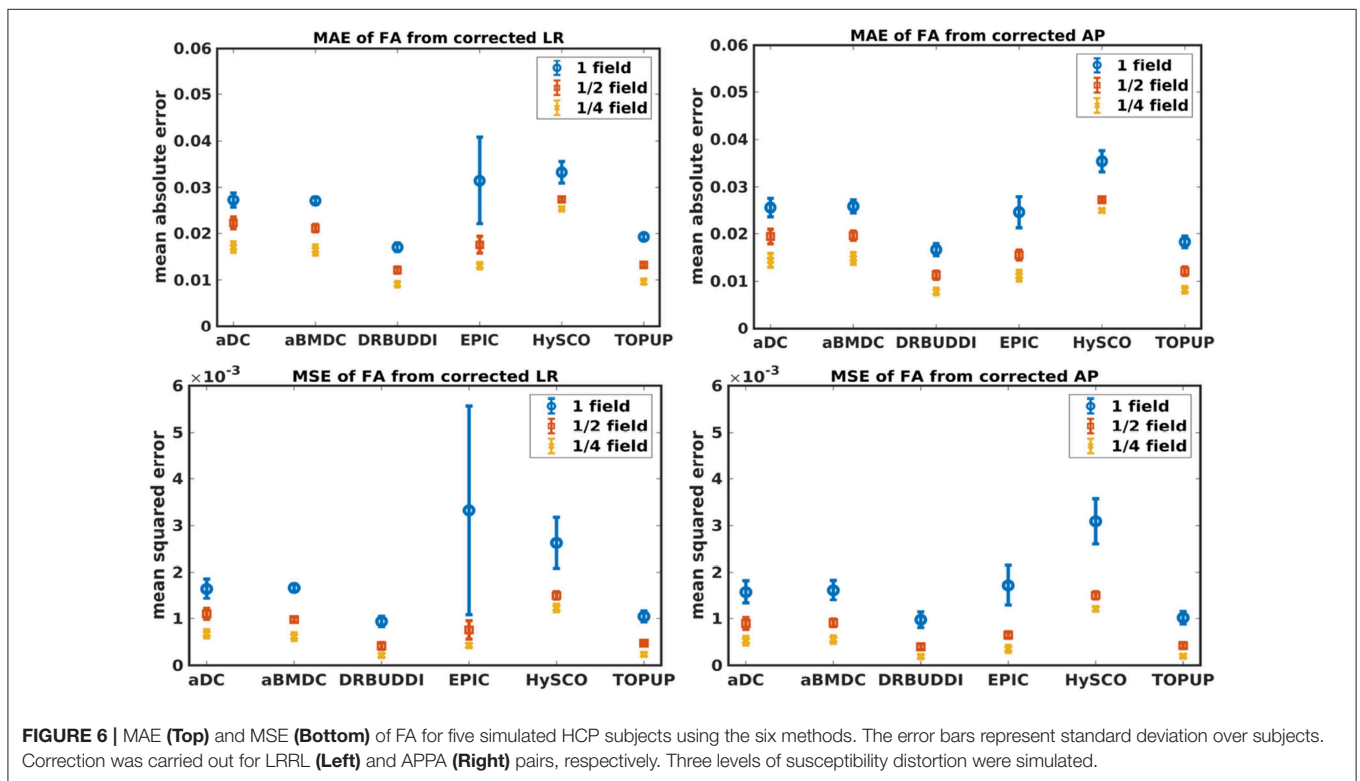 MAE of FA from corrected LR
0.06
0.05
0.04
0.03
0.02
0.01
0
mean absolute error
1 field
1/2 field
1/4 field
aDC aBMDC DRBUDDI EPIC HySCO TOPUP
MAE of FA from corrected AP
0.06
0.05
0.04
0.03
0.02
0.01
0
mean absolute error
1 field
1/2 field
1/4 field
aDC aBMDC DRBUDDI EPIC HySCO TOPUP
MSE of FA from corrected LR
×10⁻³
6
5
4
3
2
1
0
mean squared error
1 field
1/2 field
1/4 field
aDC aBMDC DRBUDDI EPIC HySCO TOPUP
MSE of FA from corrected AP
×10⁻³
6
5
4
3
2
1
0
mean squared error
1 field
1/2 field
1/4 field
aDC aBMDC DRBUDDI EPIC HySCO TOPUP
FIGURE 6 | MAE (Top) and MSE (Bottom) of FA for five simulated HCP subjects using the six methods. The error bars represent standard deviation over subjects.
Correction was carried out for LRRL (Left) and APPA (Right) pairs, respectively. Three levels of susceptibility distortion were simulated.